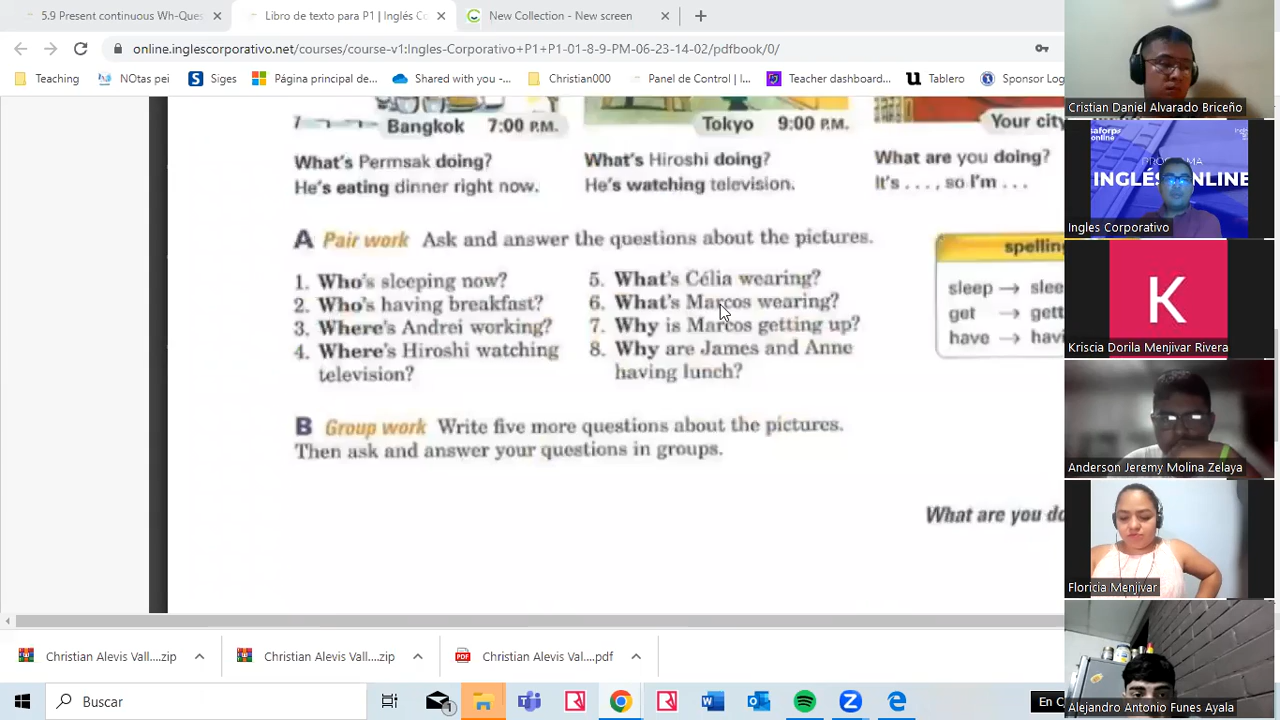 5.9 Present continuous Wh-Ques
Libro de texto para P1 | Inglés Co
New Collection - New screen
online.inglescorporativo.net/courses/course-v1:Ingles-Corporativo+P1+P1-01-8-9-PM-06-23-14-02/pdfbook/0/
Teaching
NOtas pei
Siges
Página principal de...
Shared with you -...
Christian000
Panel de Control | I...
Teacher dashboard...
Tablero
Sponsor Log
Bangkok 7:00 P.M.
Tokyo 9:00 P.M.
Your city
What's Permsak doing?
He's eating dinner right now.
What's Hiroshi doing?
He's watching television.
What are you doing?
It's . . . , so I'm . . .
A Pair work Ask and answer the questions about the pictures.
1. Who's sleeping now?
2. Who's having breakfast?
3. Where's Andrei working?
4. Where's Hiroshi watching
television?
5. What's Célia wearing?
6. What's Marcos wearing?
7. Why is Marcos getting up?
8. Why are James and Anne
having lunch?
spelling
sleep → slee
get → gett
have → havi
B Group work Write five more questions about the pictures.
Then ask and answer your questions in groups.
What are you do
Christian Alevis Vall....zip
Christian Alevis Vall....zip
Christian Alevis Val....pdf
Buscar
1
En C
Cristian Daniel Alvarado Briceño
saforp
online
PROGRAMA
INGLÉS ONLINE
Ingles Corporativo
K
Kriscia Dorila Menjivar Rivera
Anderson Jeremy Molina Zelaya
Floricia Menjivar
Alejandro Antonio Funes Ayala